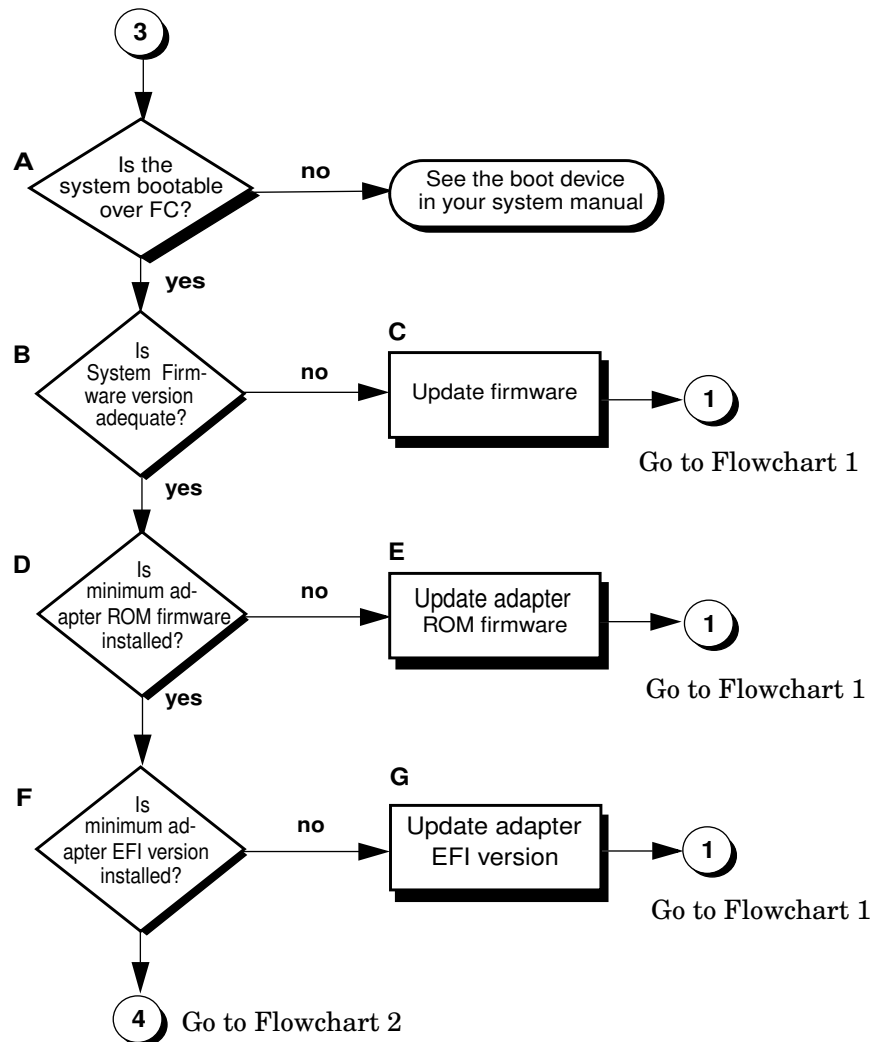 3
A
Is the
system bootable
over FC?
no
See the boot device
in your system manual
yes
B
Is
System Firm-
ware version
adequate?
no
C
Update firmware
1
Go to Flowchart 1
yes
D
Is
minimum ad-
apter ROM firmware
installed?
no
E
Update adapter
ROM firmware
1
Go to Flowchart 1
yes
F
Is
minimum ad-
apter EFI version
installed?
no
G
Update adapter
EFI version
1
Go to Flowchart 1
4
Go to Flowchart 2